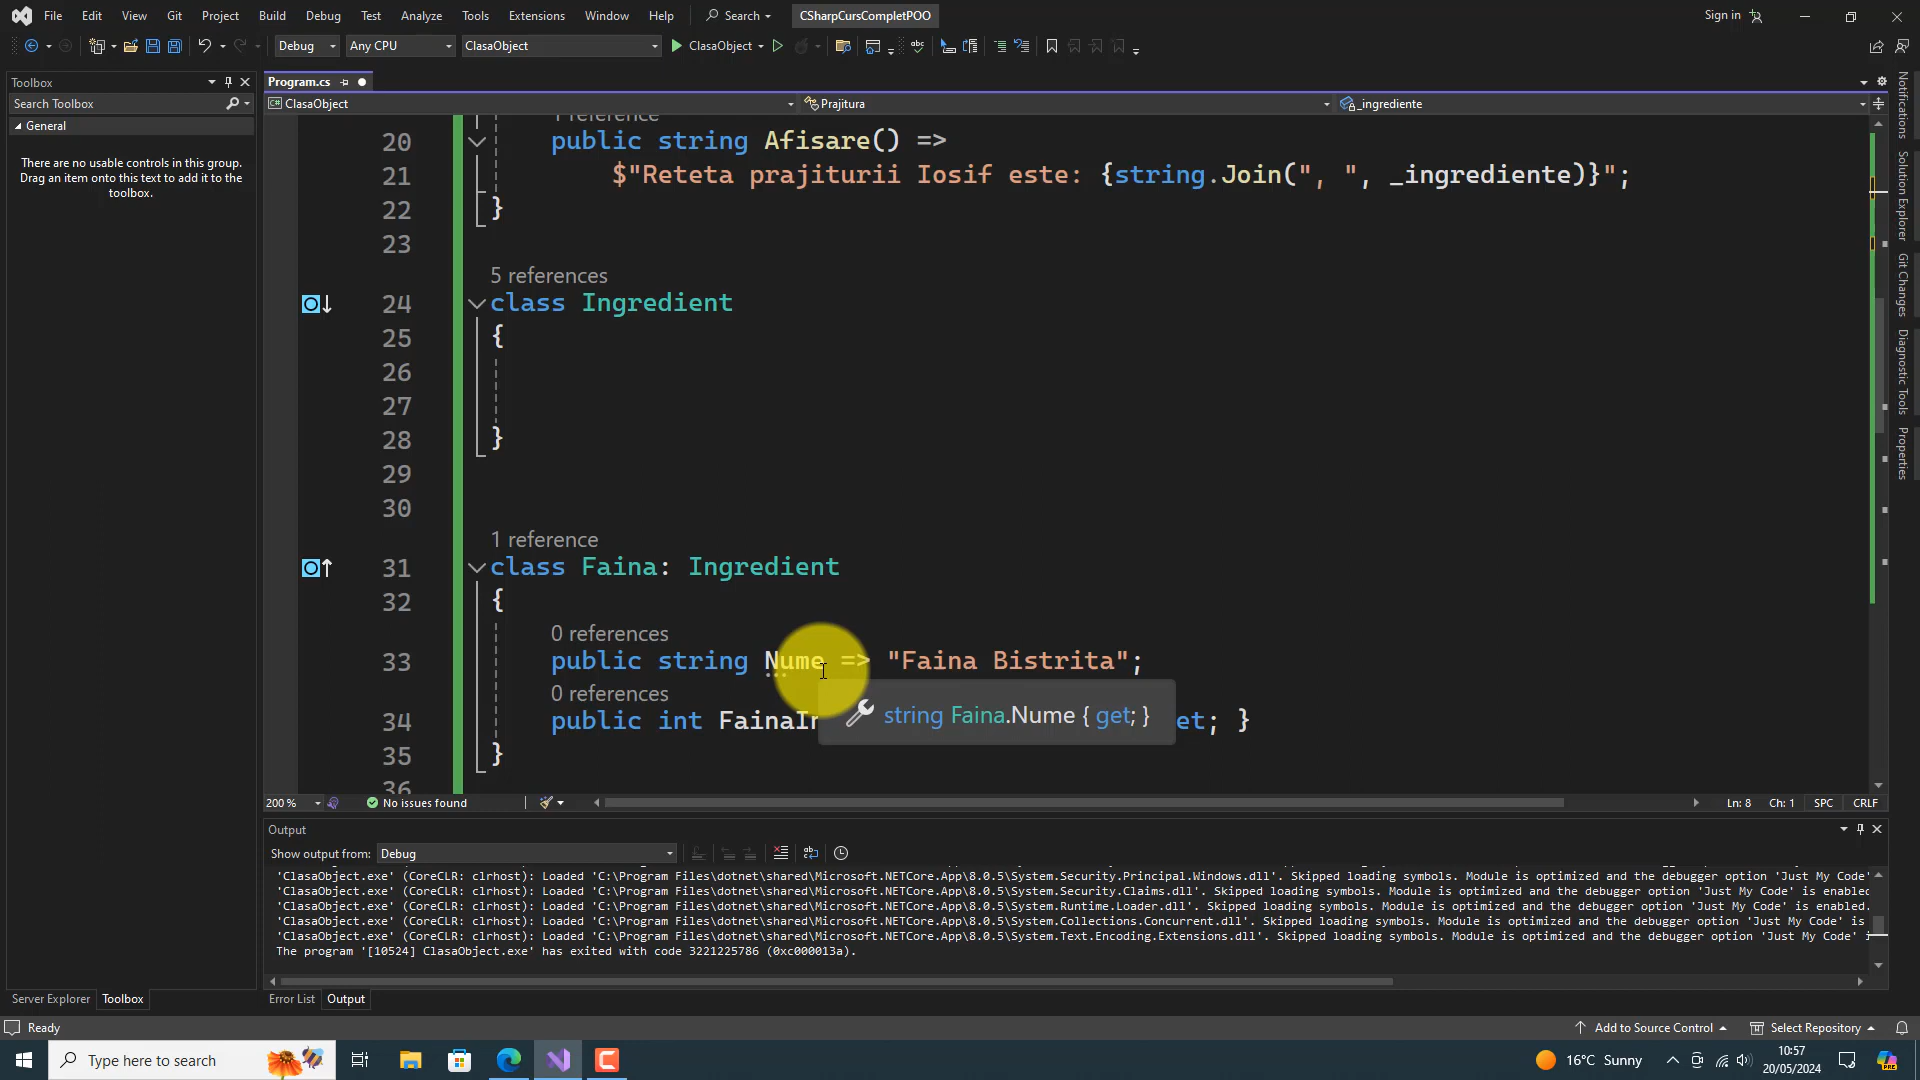 File Edit View Git Project Build Debug Test Analyze Tools Extensions Window Help Search CSharpCursCompletPOO Sign in
Debug Any CPU ClasaObject ClasaObject
Toolbox
Search Toolbox
General
There are no usable controls in this group.
Drag an item onto this text to add it to the
toolbox.
Program.cs
ClasaObject Prajitura _ingrediente
1 reference
20 public string Afisare() =>
21 $"Reteta prajiturii Iosif este: {string.Join(", ", _ingrediente)}";
22 }
23
5 references
24 class Ingredient
25 {
26
27
28 }
29
30
1 reference
31 class Faina: Ingredient
32 {
0 references
33 public string Nume => "Faina Bistrita";
0 references
string Faina.Nume { get; }
34 public int }
35 }
36
200 % No issues found Ln: 8 Ch: 1 SPC CRLF
Output
Show output from: Debug
'ClasaObject.exe' (CoreCLR: clrhost): Loaded 'C:\Program Files\dotnet\shared\Microsoft.NETCore.App\8.0.5\System.Security.Principal.Windows.dll'. Skipped loading symbols. Module is optimized and the debugger option 'Just My Code'
'ClasaObject.exe' (CoreCLR: clrhost): Loaded 'C:\Program Files\dotnet\shared\Microsoft.NETCore.App\8.0.5\System.Security.Claims.dll'. Skipped loading symbols. Module is optimized and the debugger option 'Just My Code' is enabled
'ClasaObject.exe' (CoreCLR: clrhost): Loaded 'C:\Program Files\dotnet\shared\Microsoft.NETCore.App\8.0.5\System.Runtime.Loader.dll'. Skipped loading symbols. Module is optimized and the debugger option 'Just My Code' is enabled.
'ClasaObject.exe' (CoreCLR: clrhost): Loaded 'C:\Program Files\dotnet\shared\Microsoft.NETCore.App\8.0.5\System.Collections.Concurrent.dll'. Skipped loading symbols. Module is optimized and the debugger option 'Just My Code' is
'ClasaObject.exe' (CoreCLR: clrhost): Loaded 'C:\Program Files\dotnet\shared\Microsoft.NETCore.App\8.0.5\System.Text.Encoding.Extensions.dll'. Skipped loading symbols. Module is optimized and the debugger option 'Just My Code'
The program '[10524] ClasaObject.exe' has exited with code 3221225786 (0xc000013a).
Server Explorer Toolbox Error List Output
Ready Add to Source Control Select Repository
Type here to search 16°C Sunny 10:57
20/05/2024
Notifications
Solution Explorer
Git Changes
Diagnostic Tools
Properties